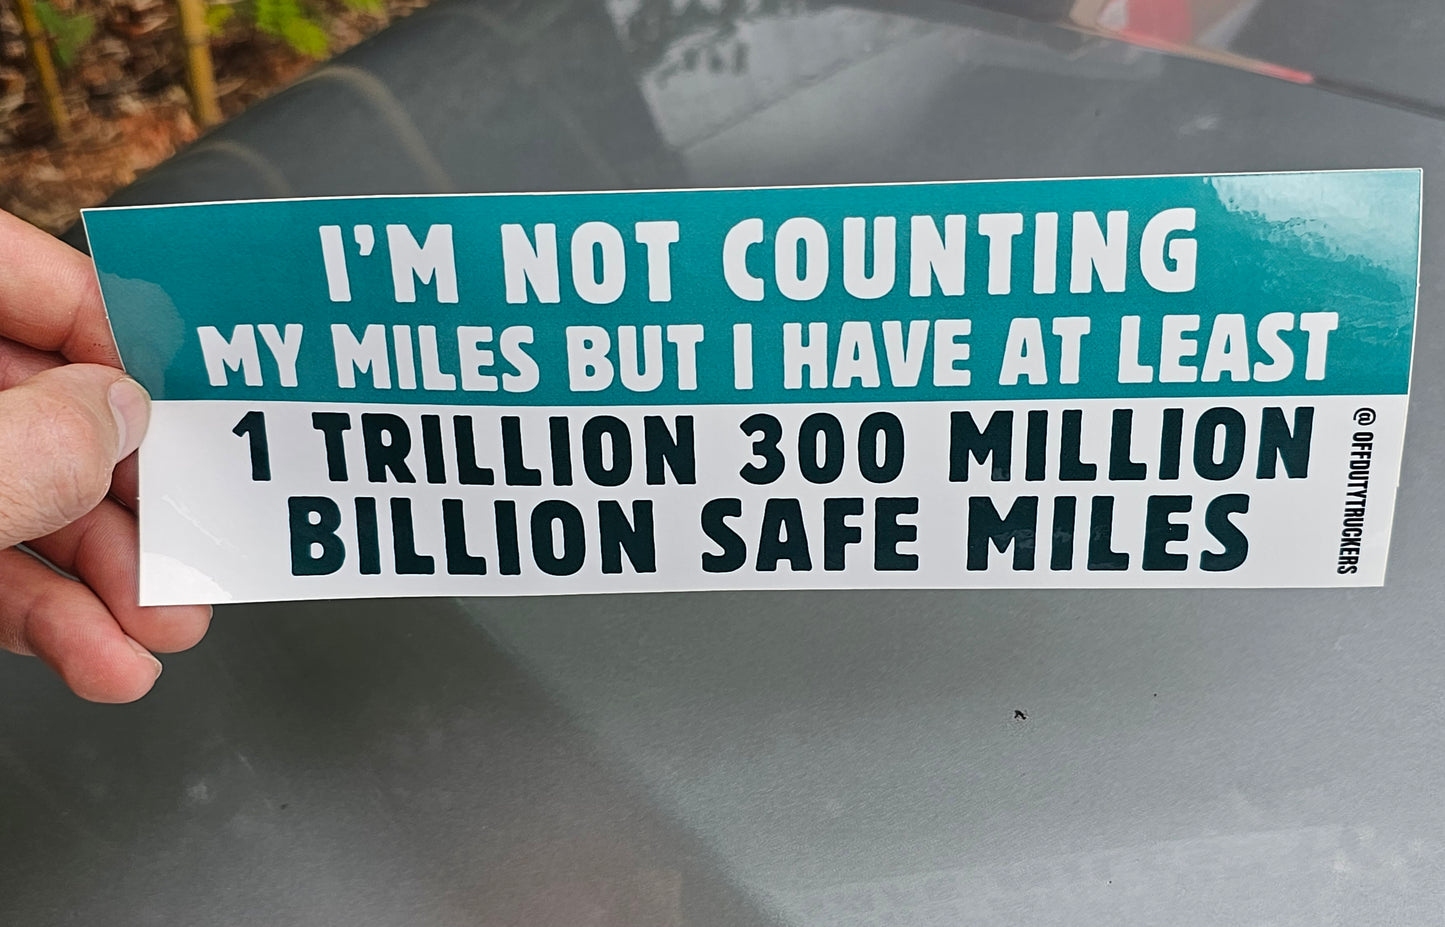 I'M NOT COUNTING
MY MILES BUT I HAVE AT LEAST
1 TRILLION 300 MILLION
BILLION SAFE MILES
@ OFFDUTYTRUCKERS